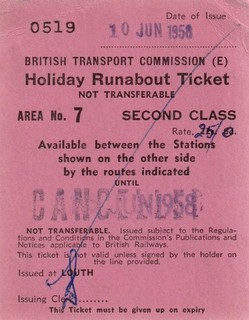 0519
Date of Issue
10 JUN 1958
BRITISH TRANSPORT COMMISSION (E)
Holiday Runabout Ticket
NOT TRANSFERABLE
AREA No. 7 SECOND CLASS
Rate.
Available between the Stations
shown on the other side
by the routes indicated
UNTIL
1958
NOT TRANSFERABLE. Issued subject to the Regula-
tions and Conditions in the Commission's Publications and
Notices applicable to British Railways.
This ticket is not valid unless signed by the holder on
the line provided.
Issued at LOUTH
Issuing Clerk
This Ticket must be given up on expiry